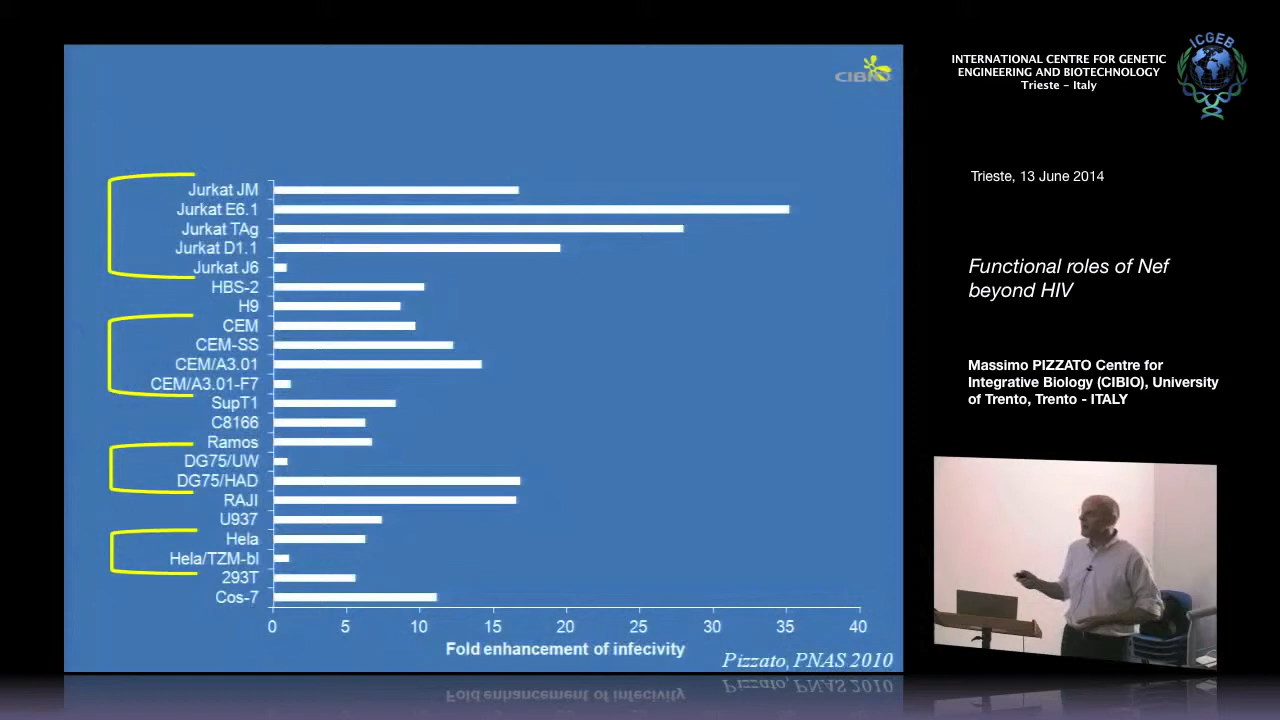 CIBIO
Jurkat JM
Jurkat E6.1
Jurkat TAg
Jurkat D1.1
Jurkat J6
HBS-2
H9
CEM
CEM-SS
CEM/A3.01
CEM/A3.01-F7
SupT1
C8166
Ramos
DG75/UW
DG75/HAD
RAJI
U937
Hela
Hela/TZM-bl
293T
Cos-7
0 5 10 15 20 25 30 35 40
Fold enhancement of infecivity
Pizzato, PNAS 2010
INTERNATIONAL CENTRE FOR GENETIC
ENGINEERING AND BIOTECHNOLOGY
Trieste - Italy
ICGEB
Trieste, 13 June 2014
Functional roles of Nef
beyond HIV
Massimo PIZZATO Centre for
Integrative Biology (CIBIO), University
of Trento, Trento - ITALY